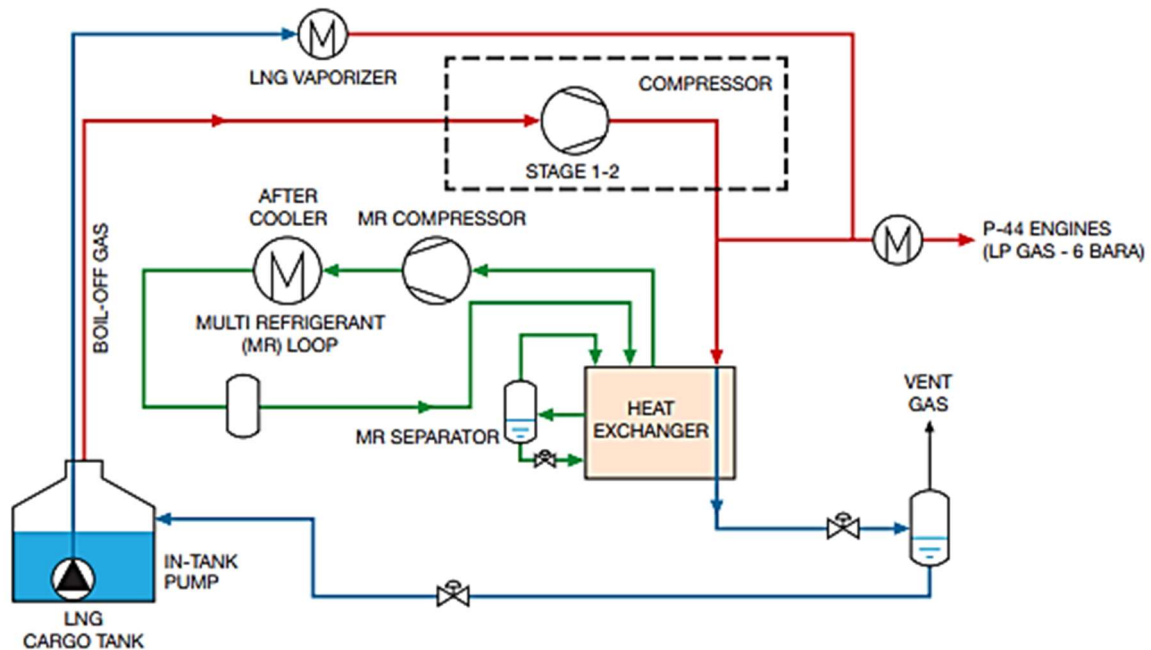 LNG VAPORIZER
COMPRESSOR
STAGE 1-2
AFTER
COOLER
MR COMPRESSOR
P-44 ENGINES
(LP GAS - 6 BARA)
BOIL-OFF GAS
MULTI REFRIGERANT
(MR) LOOP
VENT
GAS
HEAT
EXCHANGER
MR SEPARATOR
IN-TANK
PUMP
LNG
CARGO TANK